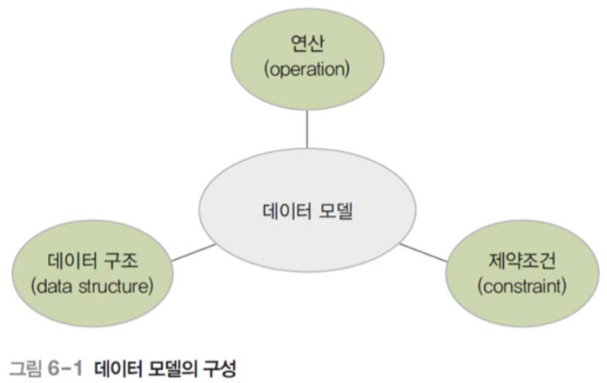 연산
(operation)
데이터 모델
데이터 구조
(data structure)
제약조건
(constraint)
그림 6-1 데이터 모델의 구성